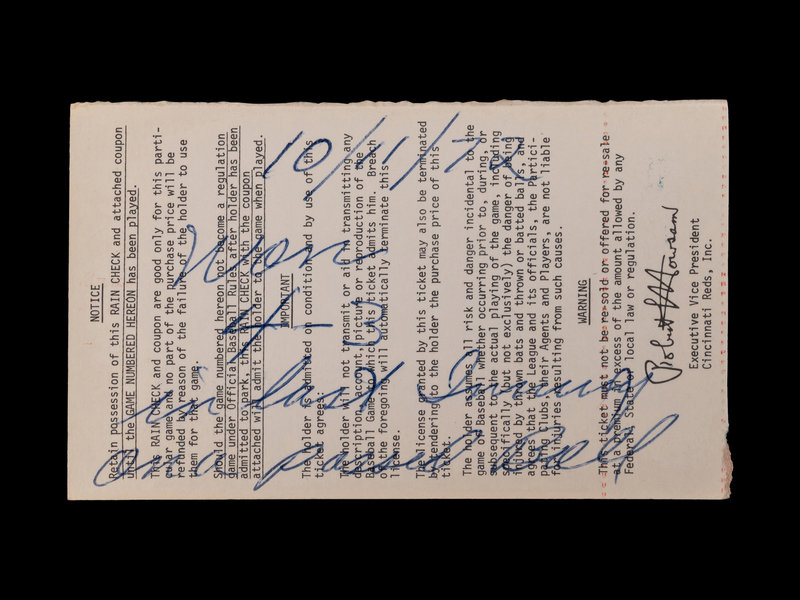 NOTICE
Retain possession of this RAIN CHECK and attached coupon
until the GAME NUMBERED HEREON has been played.
This RAIN CHECK and coupon are good only for this parti-
cular game and no part of the purchase price will be
refunded by reason of the failure of the holder to use
them for that game.
Should the game numbered hereon not become a regulation
game under Official Baseball Rules after holder has been
admitted to park, this RAIN CHECK with the coupon
attached will admit the holder to the game when played.
IMPORTANT
The holder is admitted on condition and by use of this
ticket agrees.
The holder will not transmit or aid in transmitting any
description, account, picture or reproduction of the
Baseball Game to which this ticket admits him. Breach
of the foregoing will automatically terminate this
license.
The license granted by this ticket may also be terminated
by tendering to the holder the purchase price of this
ticket.
The holder assumes all risk and danger incidental to the
game of Baseball whether occurring prior to, during, or
subsequent to the actual playing of the game, including
specifically (but not exclusively) the danger of being
injured by thrown bats and thrown or batted balls, and
agrees that the League and its officials, the Partici-
pating Clubs, their Agents and Players, are not liable
for injuries resulting from such causes.
WARNING
This ticket must not be re-sold or offered for re-sale
at a premium in excess of the amount allowed by any
Federal, State or local law or regulation.
Robert L Howsam
Executive Vice President
Cincinnati Reds, Inc.
10/11/72
Won
4-3
in last Inning
on a passed Ball